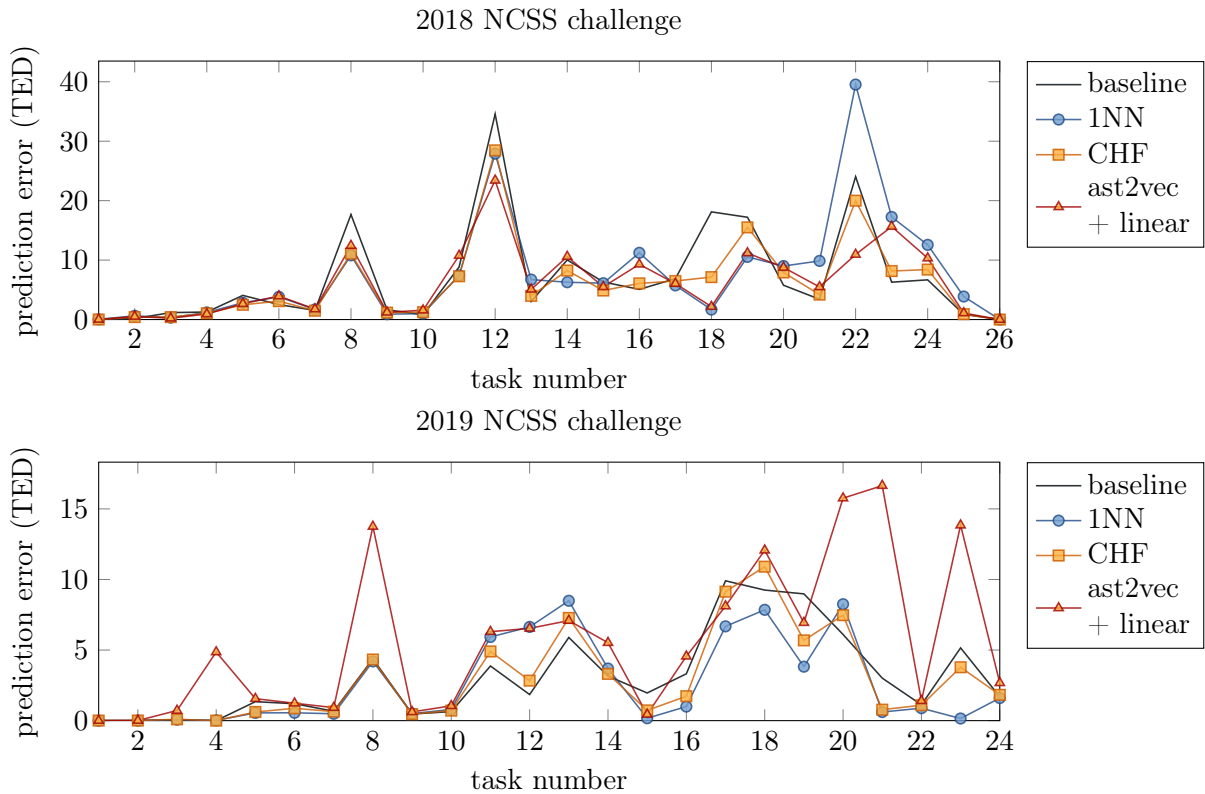 2018 NCSS challenge
prediction error (TED)
40
30
20
10
0
2 4 6 8 10 12 14 16 18 20 22 24 26
task number
baseline
1NN
CHF
ast2vec
+ linear
2019 NCSS challenge
prediction error (TED)
15
10
5
0
2 4 6 8 10 12 14 16 18 20 22 24
task number
baseline
1NN
CHF
ast2vec
+ linear